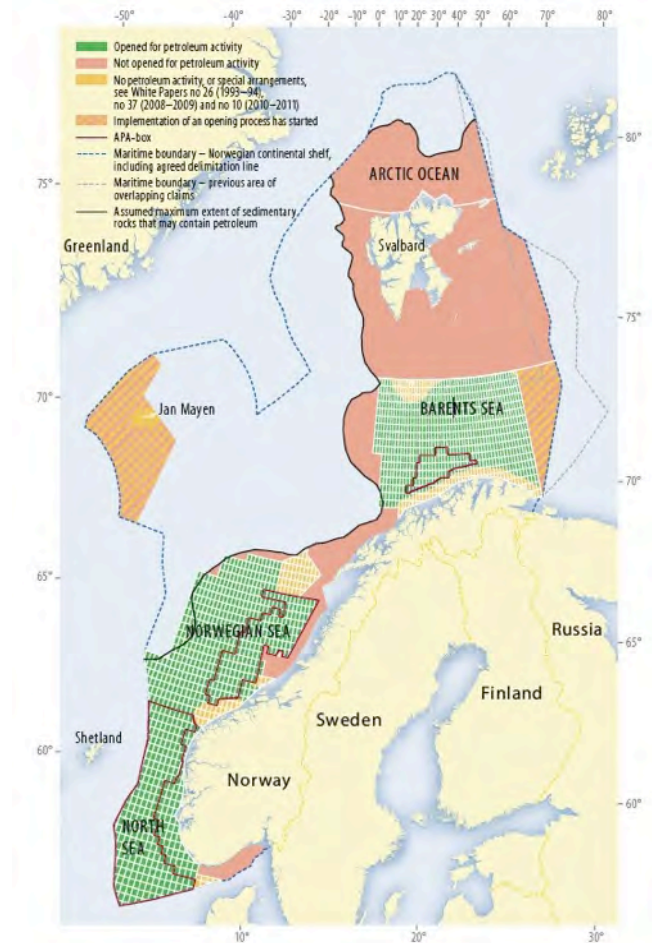 -50° -40° -30° -20° -10° 0° 10° 20° 30° 40° 50° 60° 70° 80°
Opened for petroleum activity
Not opened for petroleum activity
No petroleum activity, or special arrangements,
see White Papers no 26 (1993–94),
no 37 (2008–2009) and no 10 (2010–2011)
Implementation of an opening process has started
APA-box
Maritime boundary – Norwegian continental shelf,
including agreed delimitation line
Maritime boundary – previous area of
overlapping claims
Assumed maximum extent of sedimentary
rocks that may contain petroleum
80°
ARCTIC OCEAN
75°
Greenland
Svalbard
75°
70°
Jan Mayen
BARENTS SEA
70°
65°
NORWEGIAN SEA
Russia
65°
Finland
Sweden
Shetland
60°
Norway
60°
NORTH
SEA
10° 20° 30°